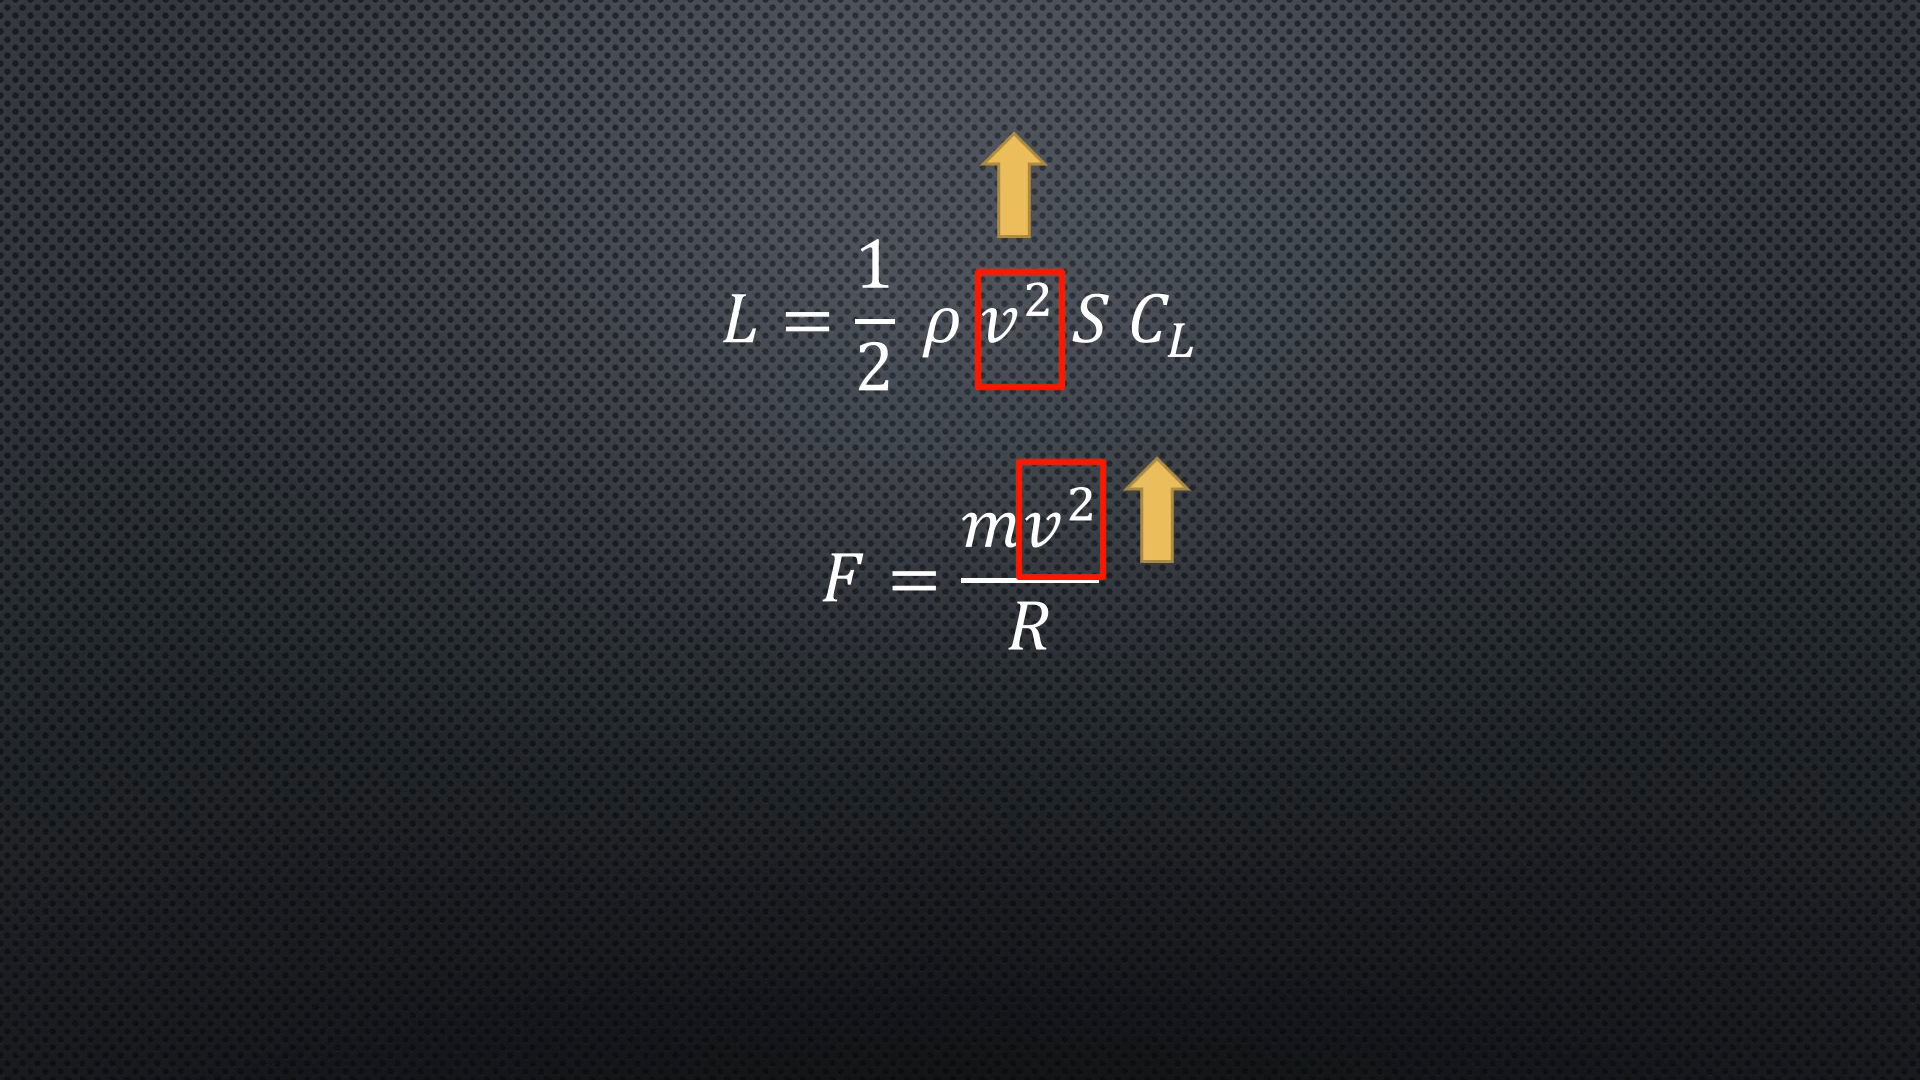 L = 1/2 ρ v² S C_L
F = mv²/R